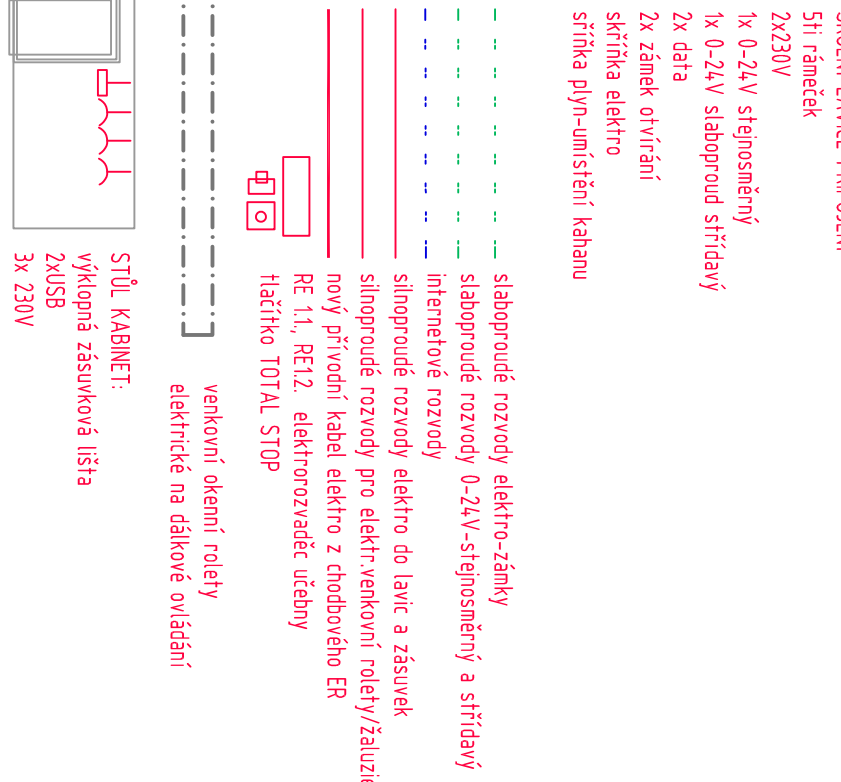 5ti rámeček
2x230V
1x 0-24V stejnosměrný
1x 0-24V slaboproud střídavý
2x data
2x zámek otvírání
skříňka elektro
sříňka plyn-umístění kahanu
slaboproudé rozvody elektro-zámky
slaboproudé rozvody 0-24V-stejnosměrný a střídavý
internetové rozvody
silnoproudé rozvody elektro do lavic a zásuvek
silnoproudé rozvody pro elektr.venkovní rolety/žaluzie
nový přívodní kabel elektro z chodbového ER
RE 1.1, RE1.2. elektrorozvaděč učebny
tlačítko TOTAL STOP
venkovní okenní rolety
elektrické na dálkové ovládání
STŮL KABINET:
výklopná zásuvková lišta
2xUSB
3x 230V